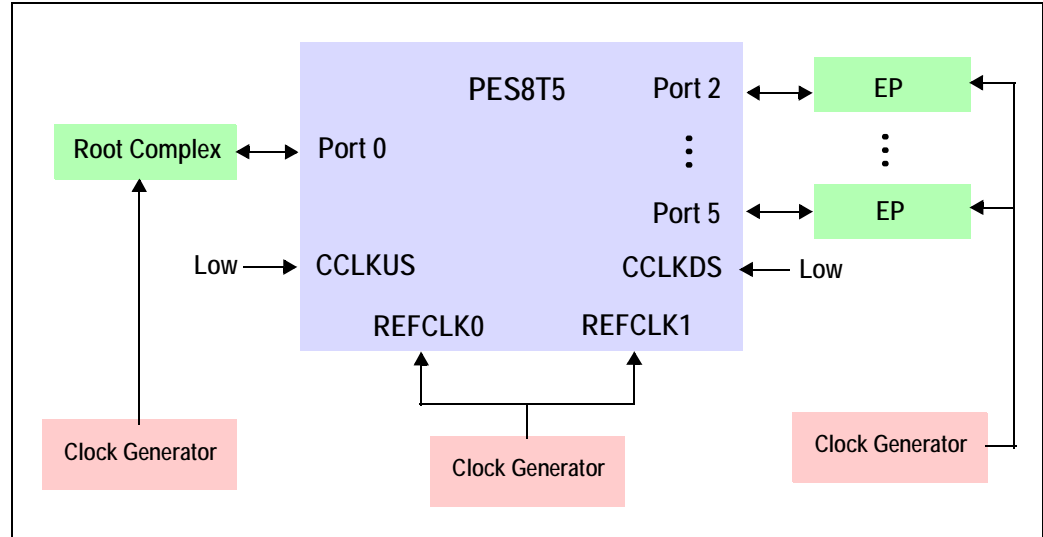 PES8T5
Port 2
EP
Root Complex
Port 0
Port 5
EP
Low
CCLKUS
CCLKDS
Low
REFCLK0
REFCLK1
Clock Generator
Clock Generator
Clock Generator